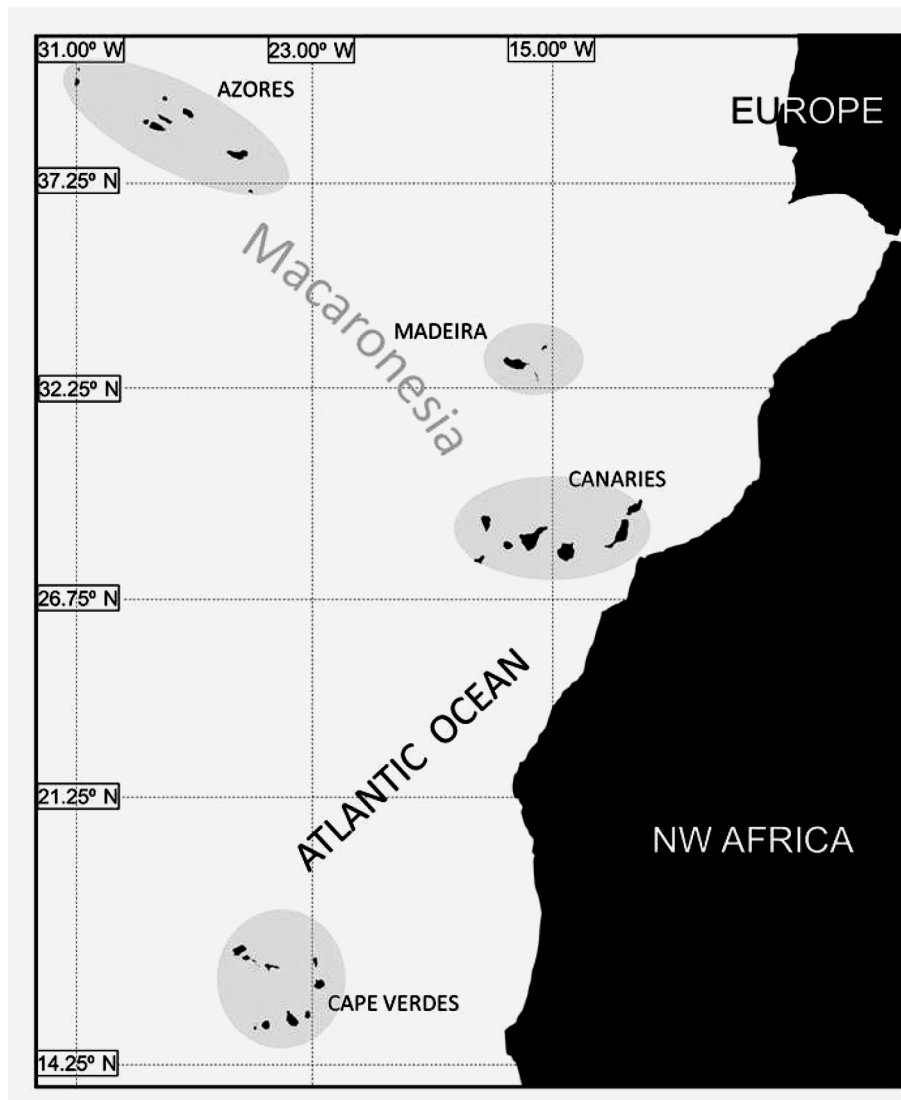 31.00º W
23.00º W
15.00º W
AZORES
EUROPE
37.25º N
Macaronesia
MADEIRA
32.25º N
CANARIES
26.75º N
ATLANTIC OCEAN
21.25º N
NW AFRICA
CAPE VERDES
14.25º N